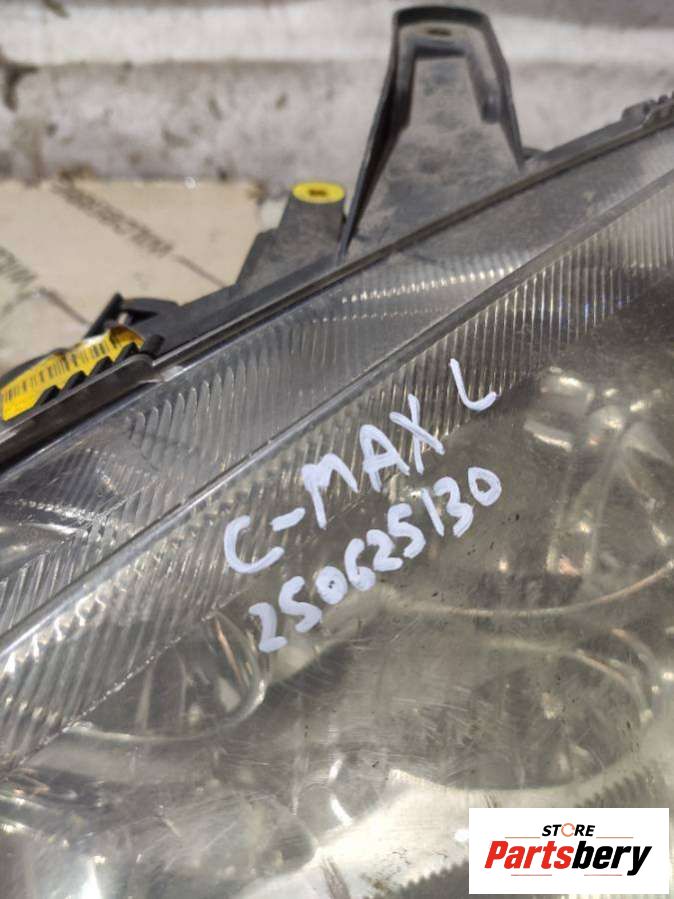 C-MAX L
250625130
STORE
Partsbery